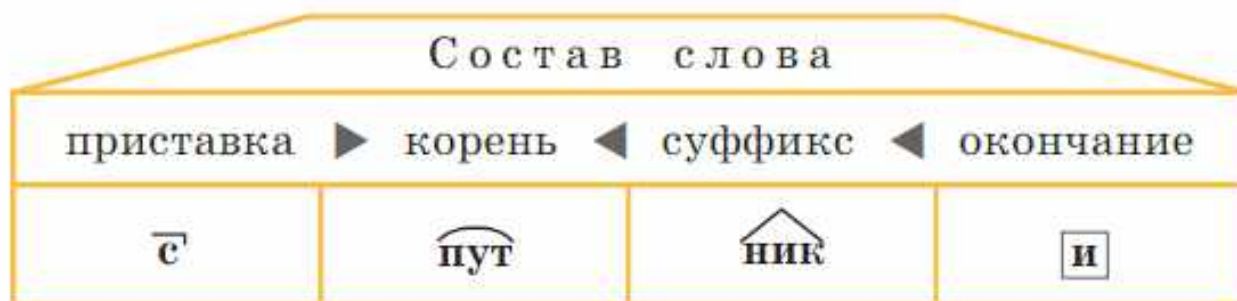 Состав слова
приставка ▶ корень ◀ суффикс ◀ окончание
с пут ник и